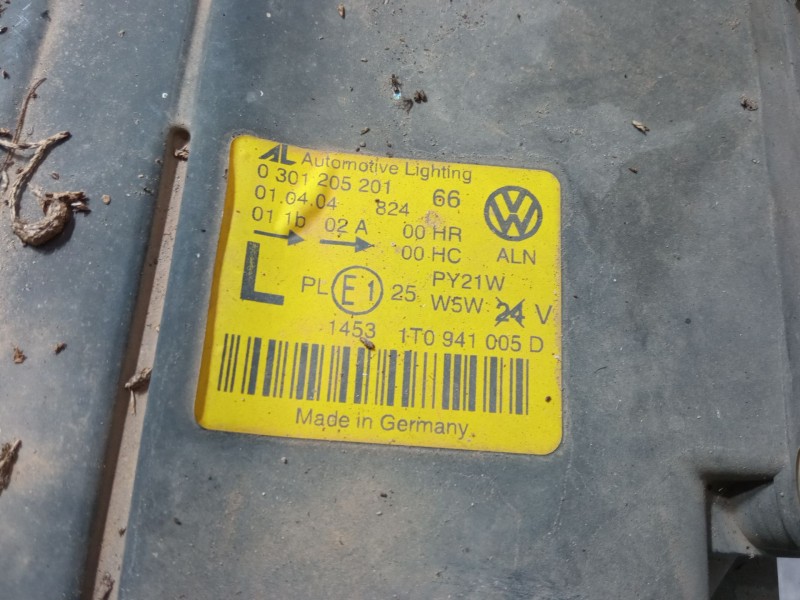 AL Automotive Lighting
0 301 205 201 66
01.04.04 824
01 1b 02 A 00 HR
00 HC ALN
L PL E1 25 PY21W
W5W 24 V
1453 1T0 941 005 D
Made in Germany